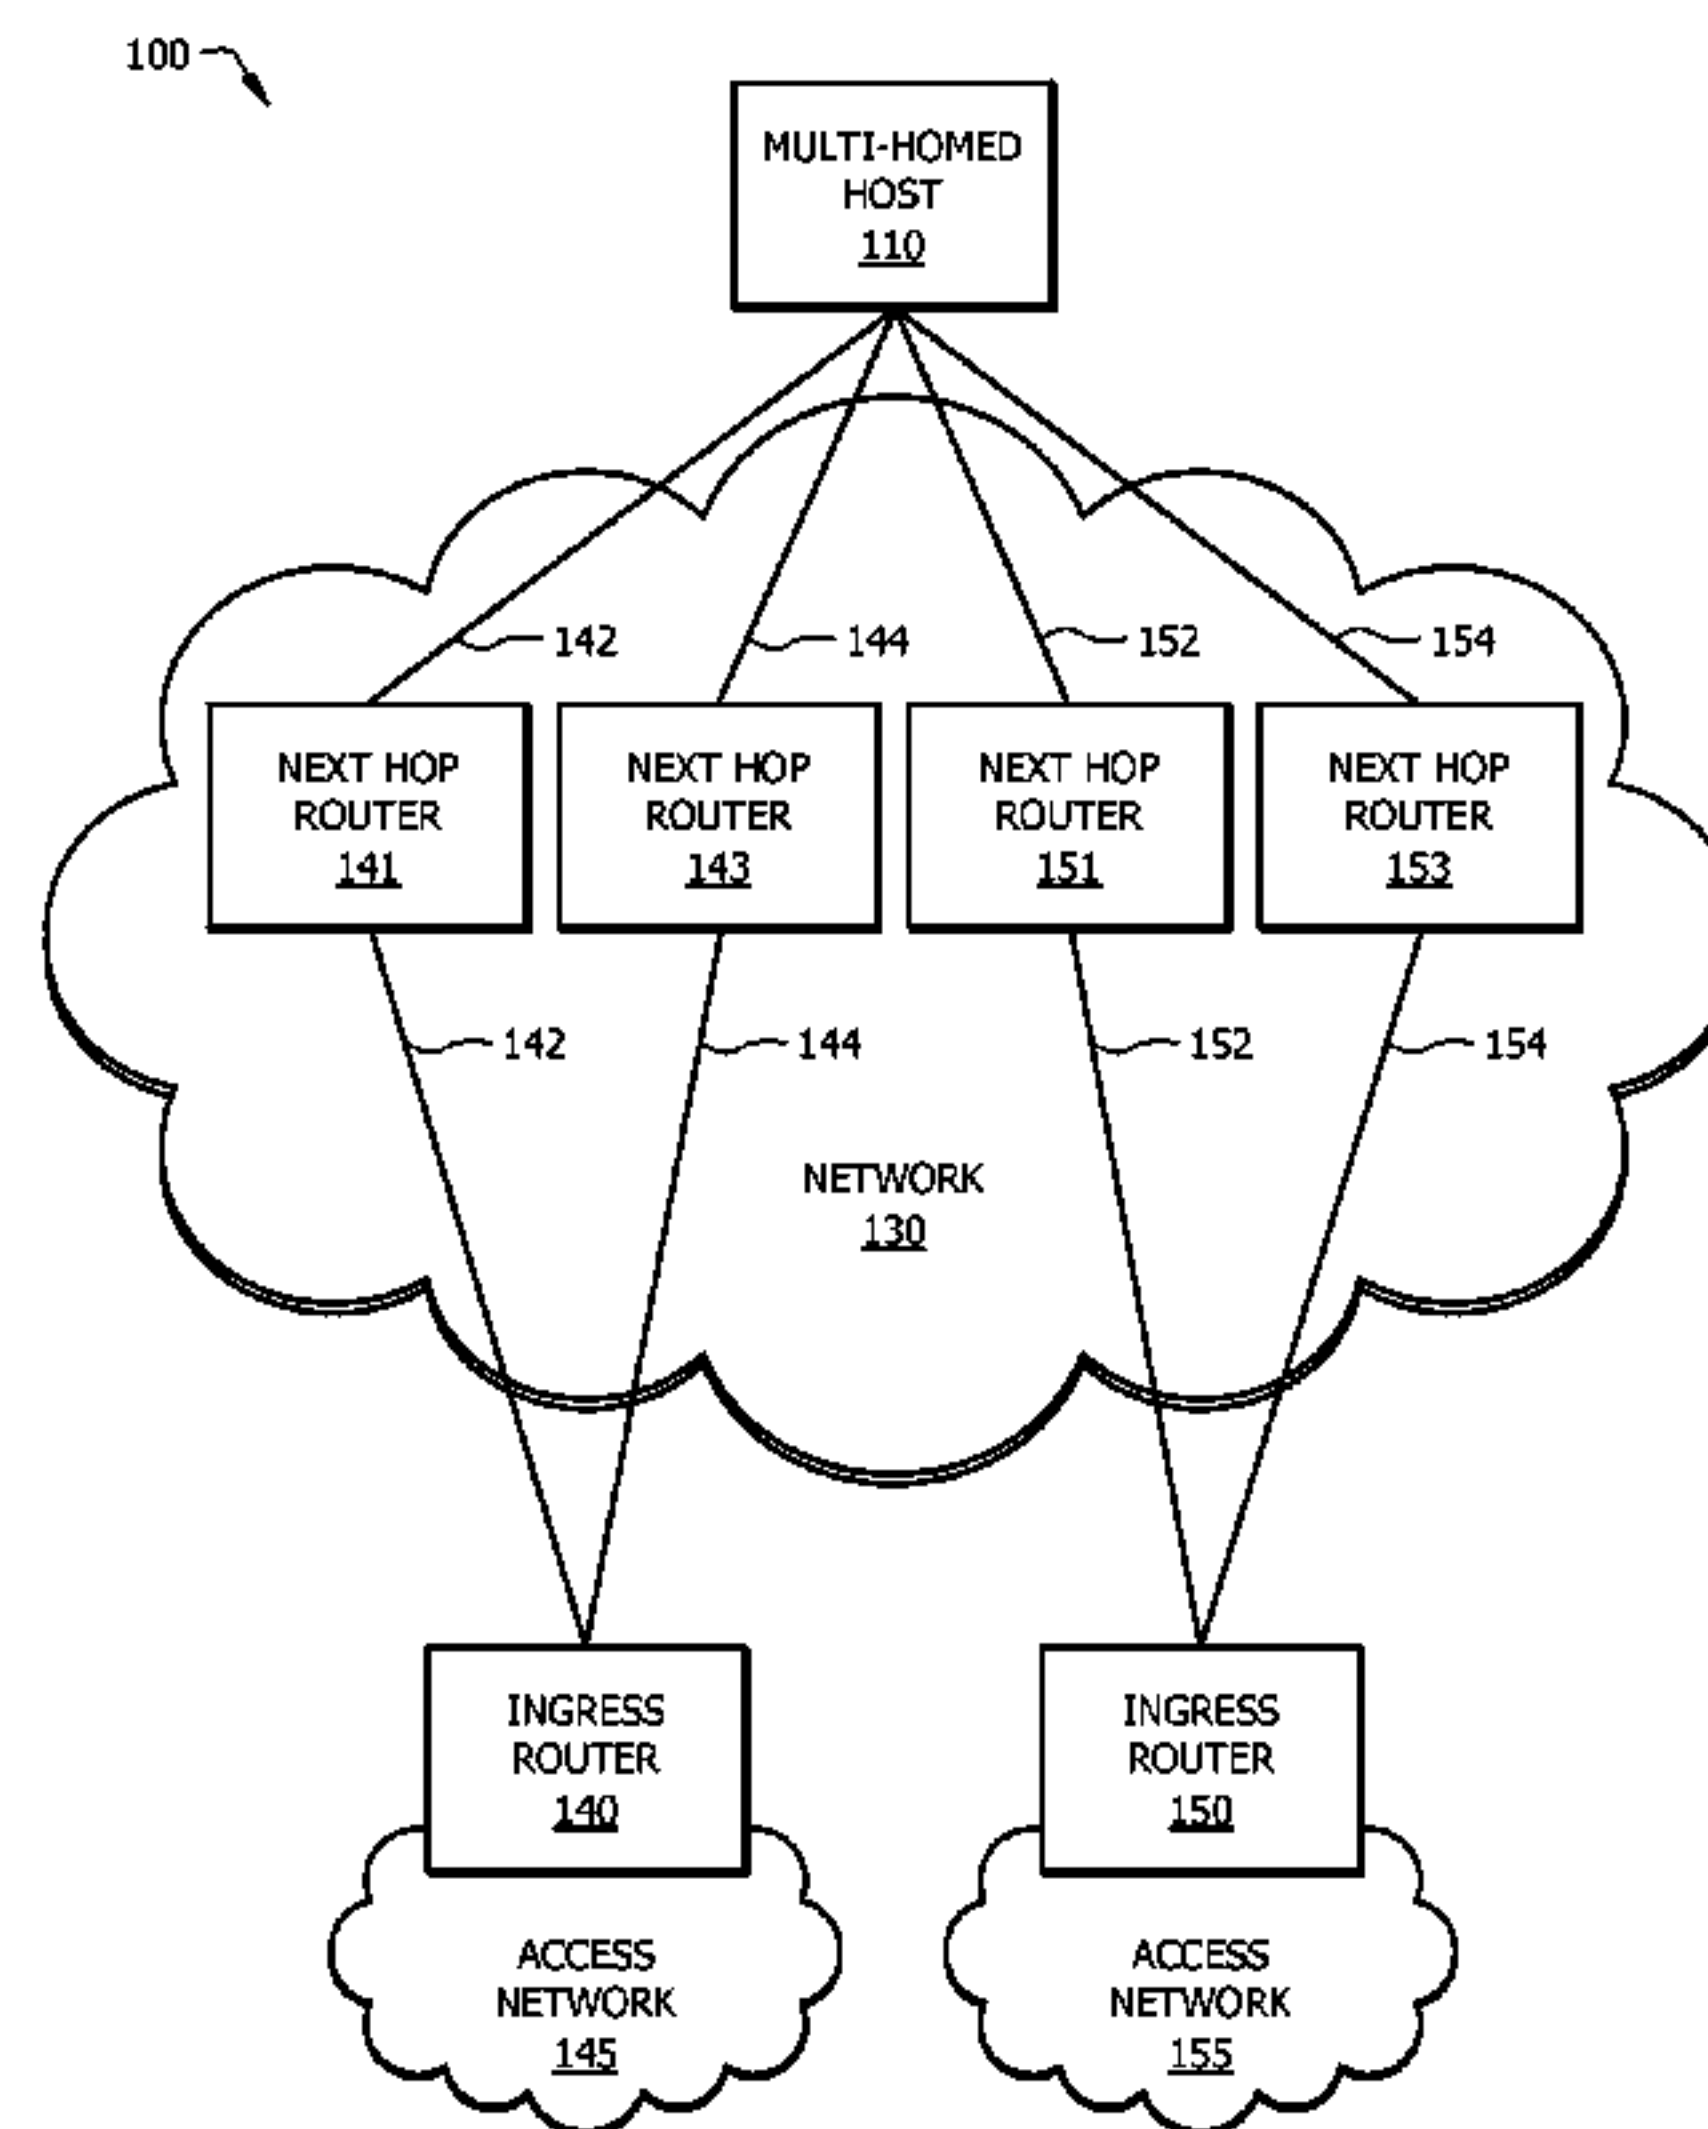 100
MULTI-HOMED
HOST
110
142
144
152
154
NEXT HOP
ROUTER
141
NEXT HOP
ROUTER
143
NEXT HOP
ROUTER
151
NEXT HOP
ROUTER
153
142
144
152
154
NETWORK
130
INGRESS
ROUTER
140
INGRESS
ROUTER
150
ACCESS
NETWORK
145
ACCESS
NETWORK
155